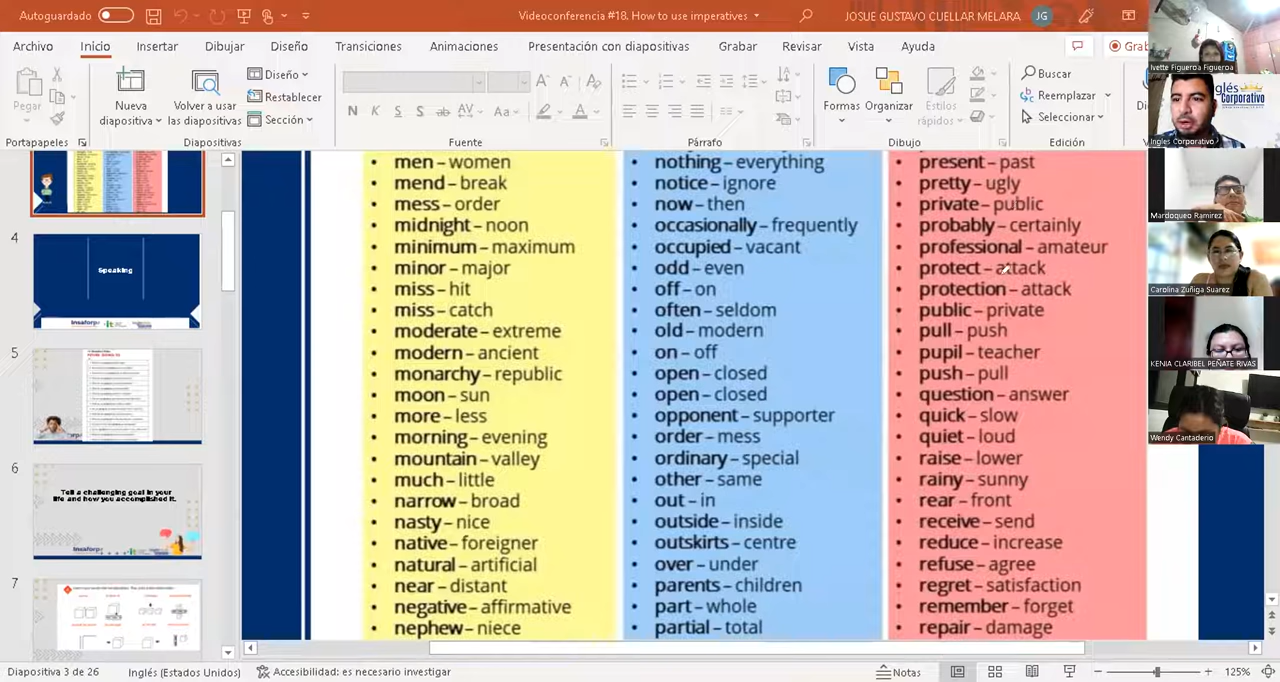 Autoguardado
Videoconferencia #18. How to use imperatives
JOSUE GUSTAVO CUELLAR MELARA
JG
Archivo
Inicio
Insertar
Dibujar
Diseño
Transiciones
Animaciones
Presentación con diapositivas
Grabar
Revisar
Vista
Ayuda
Grab
Pegar
Nueva
diapositiva
Volver a usar
las diapositivas
Diseño
Restablecer
Sección
Formas
Organizar
Estilos
rápidos
Buscar
Reemplazar
Seleccionar
Portapapeles
Diapositivas
Fuente
Párrafo
Dibujo
Edición
Ivette Figueroa Figueroa
Inglés
Corporativo
Ingles Corporativo
Mardoqueo Ramirez
Carolina Zuñiga Suarez
KENIA CLARIBEL PEÑATE RIVAS
Wendy Cantaderio
4
Speaking
5
6
Tell a challenging goal in your
life and how you accomplished it.
7
• men – women
• mend – break
• mess – order
• midnight – noon
• minimum – maximum
• minor – major
• miss – hit
• miss – catch
• moderate – extreme
• modern – ancient
• monarchy – republic
• moon – sun
• more – less
• morning – evening
• mountain – valley
• much – little
• narrow – broad
• nasty – nice
• native – foreigner
• natural – artificial
• near – distant
• negative – affirmative
• nephew – niece
• nothing – everything
• notice – ignore
• now – then
• occasionally – frequently
• occupied – vacant
• odd – even
• off – on
• often – seldom
• old – modern
• on – off
• open – closed
• open – closed
• opponent – supporter
• order – mess
• ordinary – special
• other – same
• out – in
• outside – inside
• outskirts – centre
• over – under
• parents – children
• part – whole
• partial – total
• present – past
• pretty – ugly
• private – public
• probably – certainly
• professional – amateur
• protect – attack
• protection – attack
• public – private
• pull – push
• pupil – teacher
• push – pull
• question – answer
• quick – slow
• quiet – loud
• raise – lower
• rainy – sunny
• rear – front
• receive – send
• reduce – increase
• refuse – agree
• regret – satisfaction
• remember – forget
• repair – damage
Diapositiva 3 de 26
Inglés (Estados Unidos)
Accesibilidad: es necesario investigar
Notas
125%